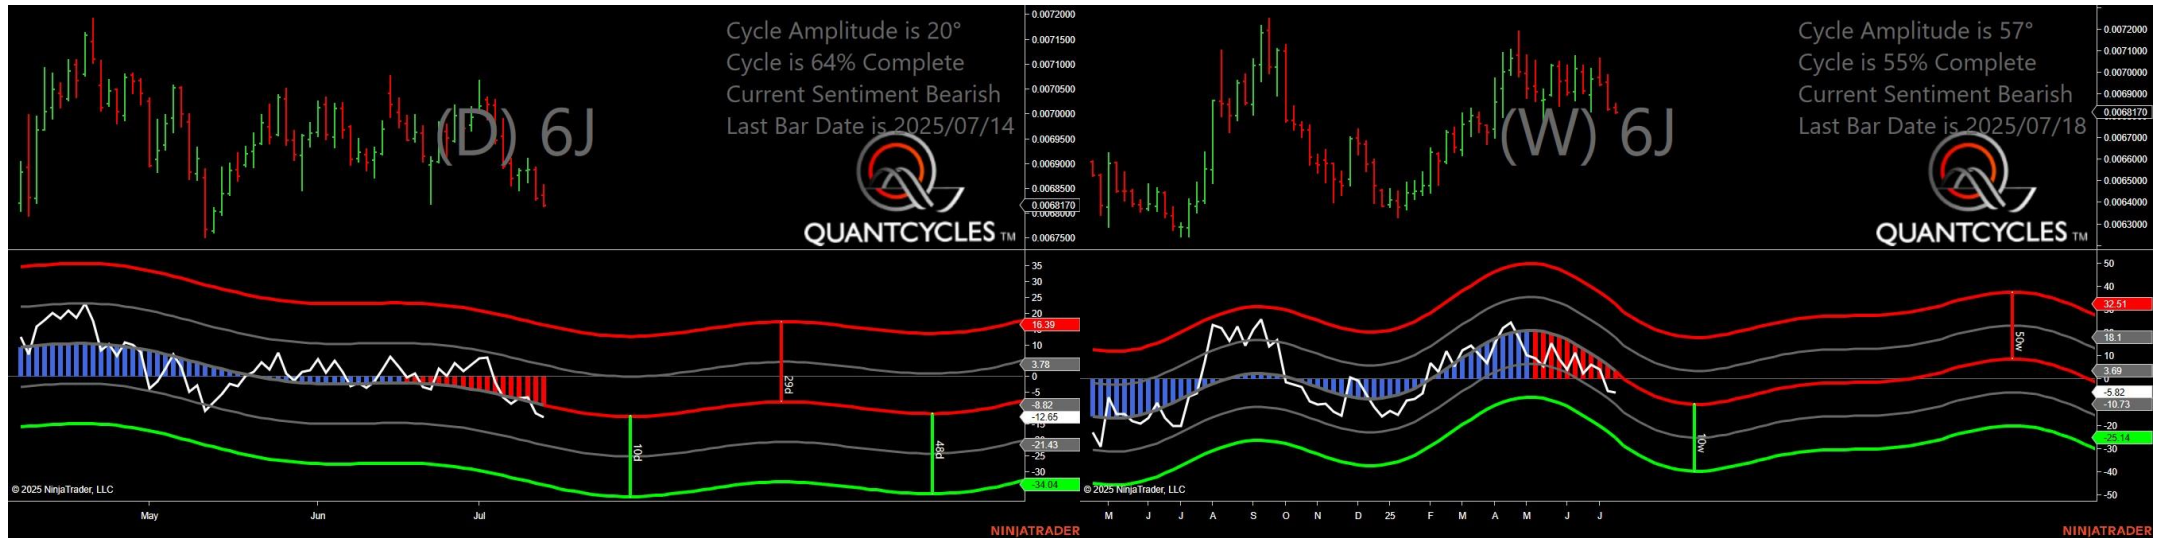 Cycle Amplitude is 20°
Cycle is 64% Complete
Current Sentiment Bearish
Last Bar Date is 2025/07/14
(D) 6J
QUANTCYCLES TM
0.0072000
0.0071500
0.0071000
0.0070500
0.0070000
0.0069500
0.0069000
0.0068500
0.0068170
0.0068000
0.0067500
35
30
25
20
16.39
10
3.78
0
-5
-8.82
-12.65
-21.43
-25
-30
-34.04
29d
10d
48d
© 2025 NinjaTrader, LLC
May
Jun
Jul
NINJATRADER
Cycle Amplitude is 57°
Cycle is 55% Complete
Current Sentiment Bearish
Last Bar Date is 2025/07/18
(W) 6J
QUANTCYCLES TM
0.0072000
0.0071000
0.0070000
0.0069000
0.0068170
0.0067000
0.0066000
0.0065000
0.0064000
0.0063000
50
40
32.51
18.1
10
3.69
0
-5.82
-10.73
-20
-25.14
-30
-40
-50
50w
10w
© 2025 NinjaTrader, LLC
M J J A S O N D 25 F M A M J J
NINJATRADER